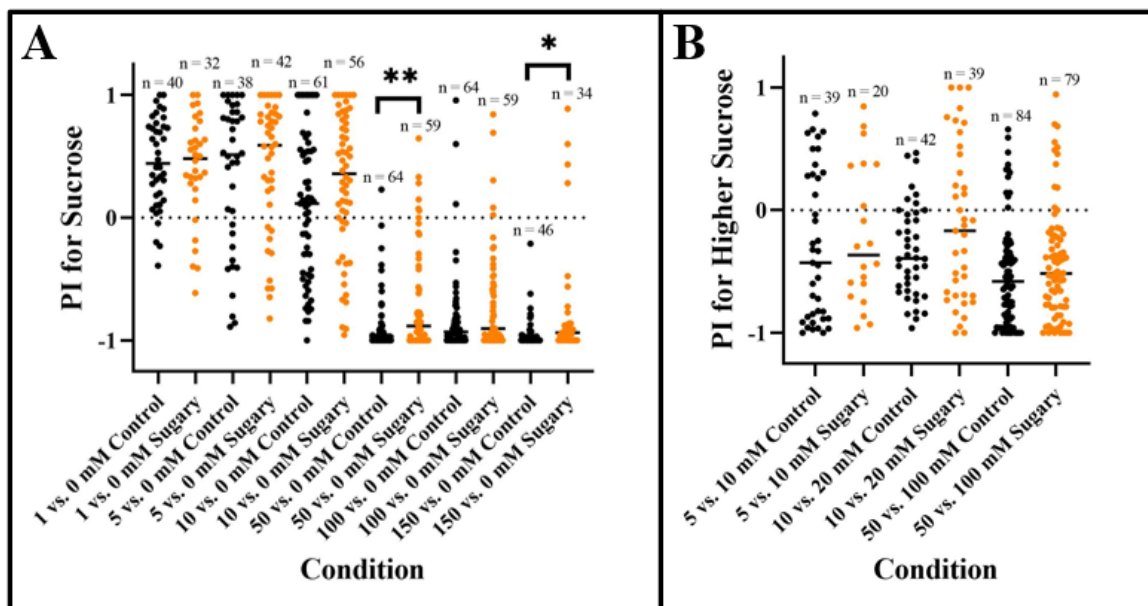 A
PI for Sucrose
1
0
-1
n = 40
n = 32
n = 38
n = 42
n = 61
n = 56
n = 64
**
n = 59
n = 64
n = 59
n = 46
*
n = 34
1 vs. 0 mM Control
1 vs. 0 mM Sugary
5 vs. 0 mM Control
5 vs. 0 mM Sugary
10 vs. 0 mM Control
10 vs. 0 mM Sugary
50 vs. 0 mM Control
50 vs. 0 mM Sugary
100 vs. 0 mM Control
100 vs. 0 mM Sugary
150 vs. 0 mM Control
150 vs. 0 mM Sugary
Condition
B
PI for Higher Sucrose
1
0
-1
n = 39
n = 20
n = 42
n = 39
n = 84
n = 79
5 vs. 10 mM Control
5 vs. 10 mM Sugary
10 vs. 20 mM Control
10 vs. 20 mM Sugary
50 vs. 100 mM Control
50 vs. 100 mM Sugary
Condition